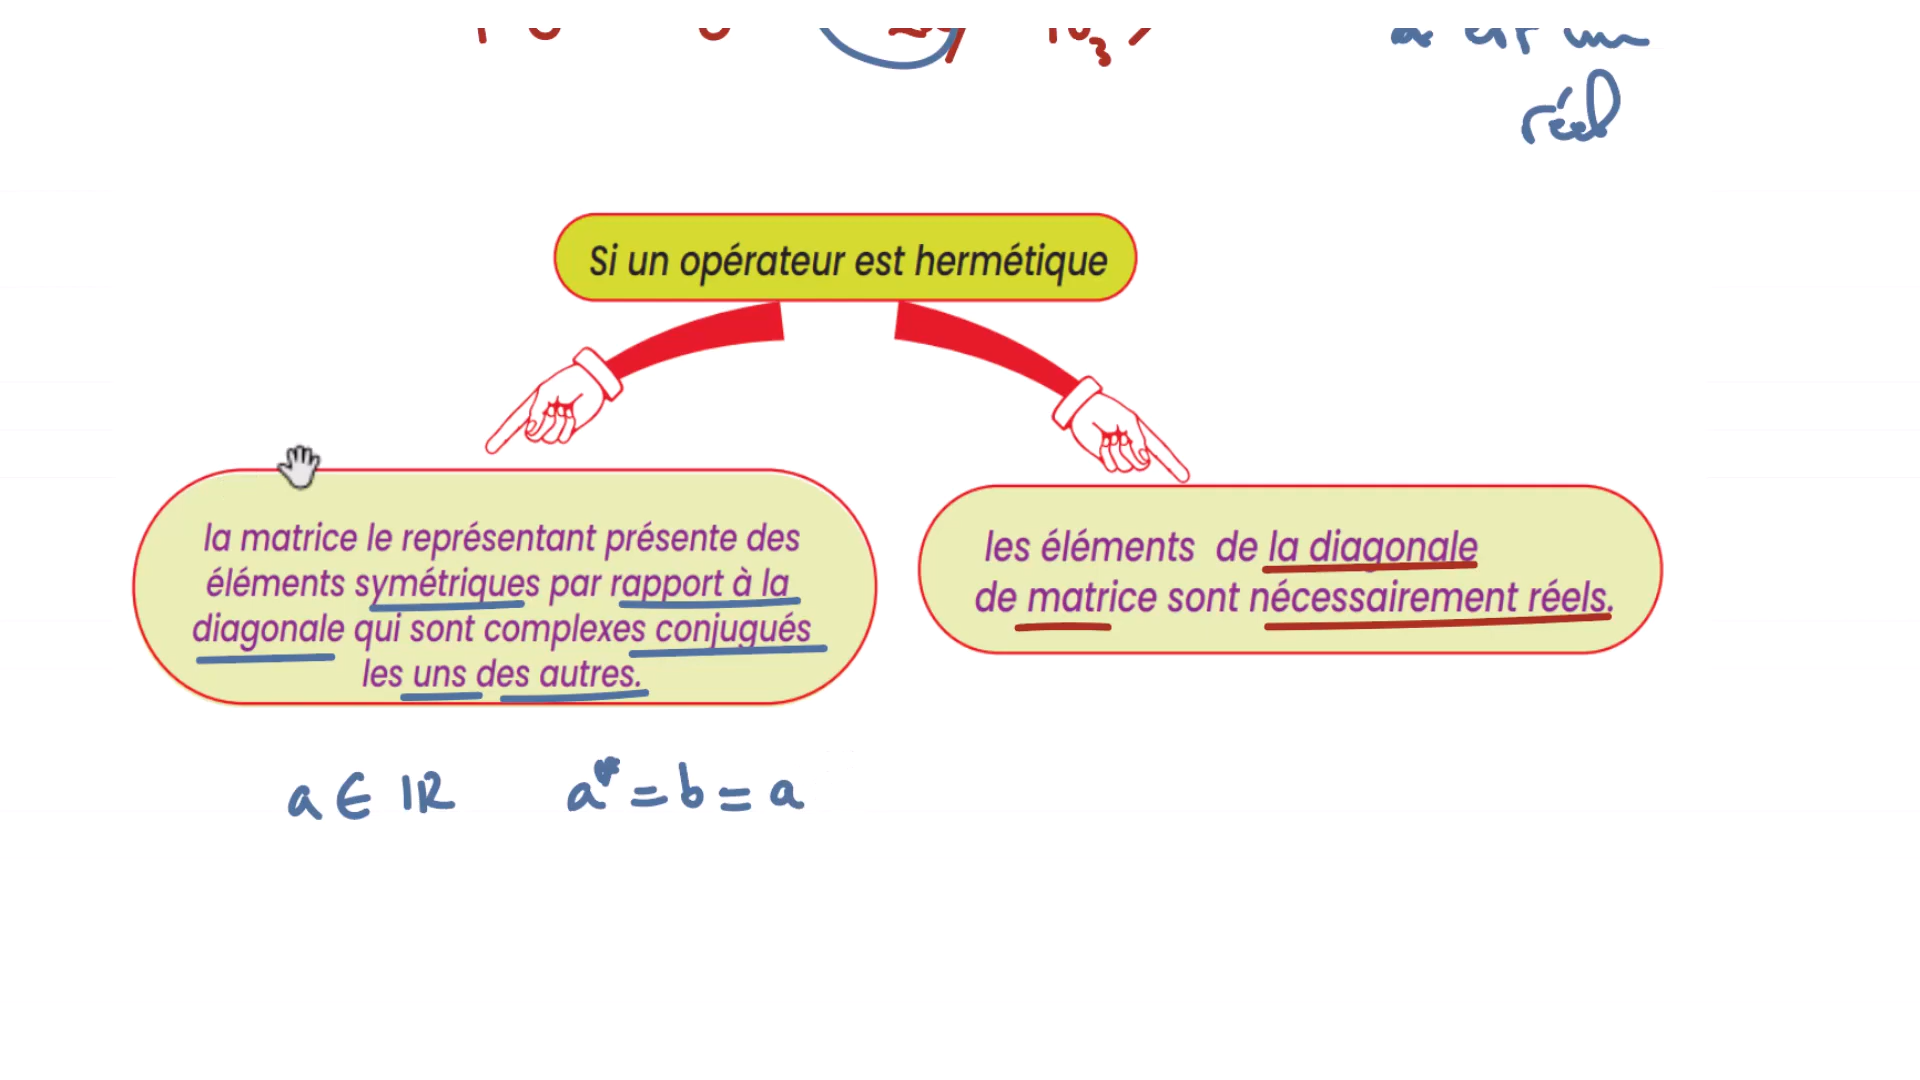 réel
Si un opérateur est hermétique
la matrice le représentant présente des
éléments symétriques par rapport à la
diagonale qui sont complexes conjugués
les uns des autres.
les éléments de la diagonale
de matrice sont nécessairement réels.
a ∈ IR a* = b = a